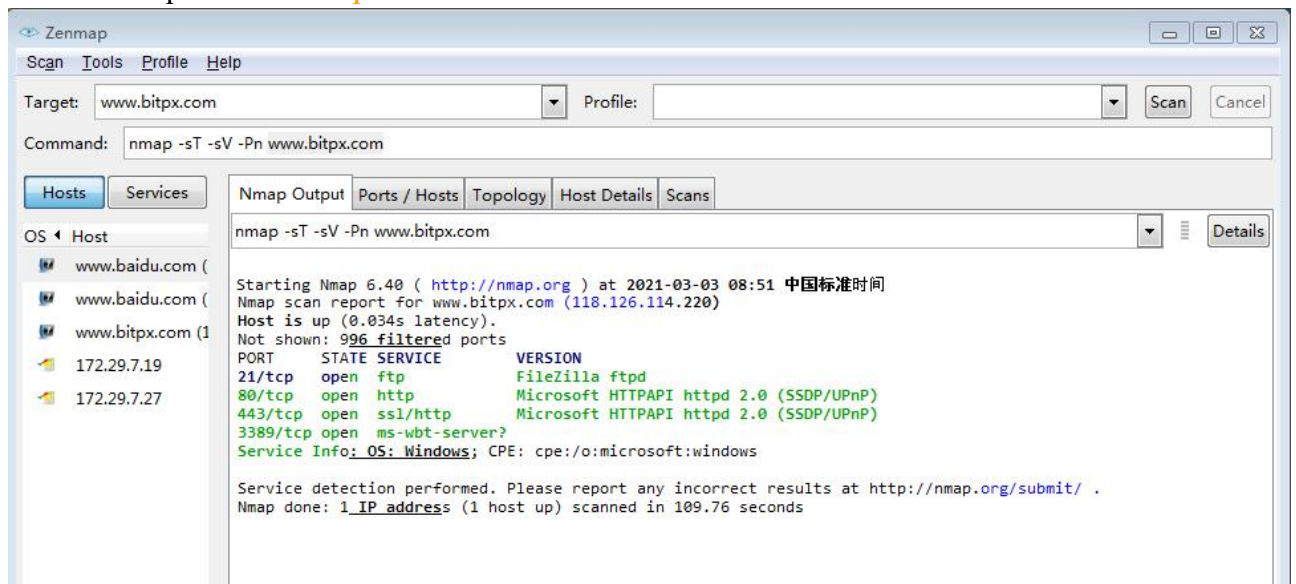 Zenmap
Scan Tools Profile Help
Target: www.bitpx.com Profile: Scan Cancel
Command: nmap -sT -sV -Pn www.bitpx.com
Hosts Services Nmap Output Ports / Hosts Topology Host Details Scans
OS Host nmap -sT -sV -Pn www.bitpx.com Details
www.baidu.com (
www.baidu.com (
www.bitpx.com (1
172.29.7.19
172.29.7.27
Starting Nmap 6.40 ( http://nmap.org ) at 2021-03-03 08:51 中国标准时间
Nmap scan report for www.bitpx.com (118.126.114.220)
Host is up (0.034s latency).
Not shown: 996 filtered ports
PORT STATE SERVICE VERSION
21/tcp open ftp FileZilla ftpd
80/tcp open http Microsoft HTTPAPI httpd 2.0 (SSDP/UPnP)
443/tcp open ssl/http Microsoft HTTPAPI httpd 2.0 (SSDP/UPnP)
3389/tcp open ms-wbt-server?
Service Info: OS: Windows; CPE: cpe:/o:microsoft:windows
Service detection performed. Please report any incorrect results at http://nmap.org/submit/ .
Nmap done: 1 IP address (1 host up) scanned in 109.76 seconds